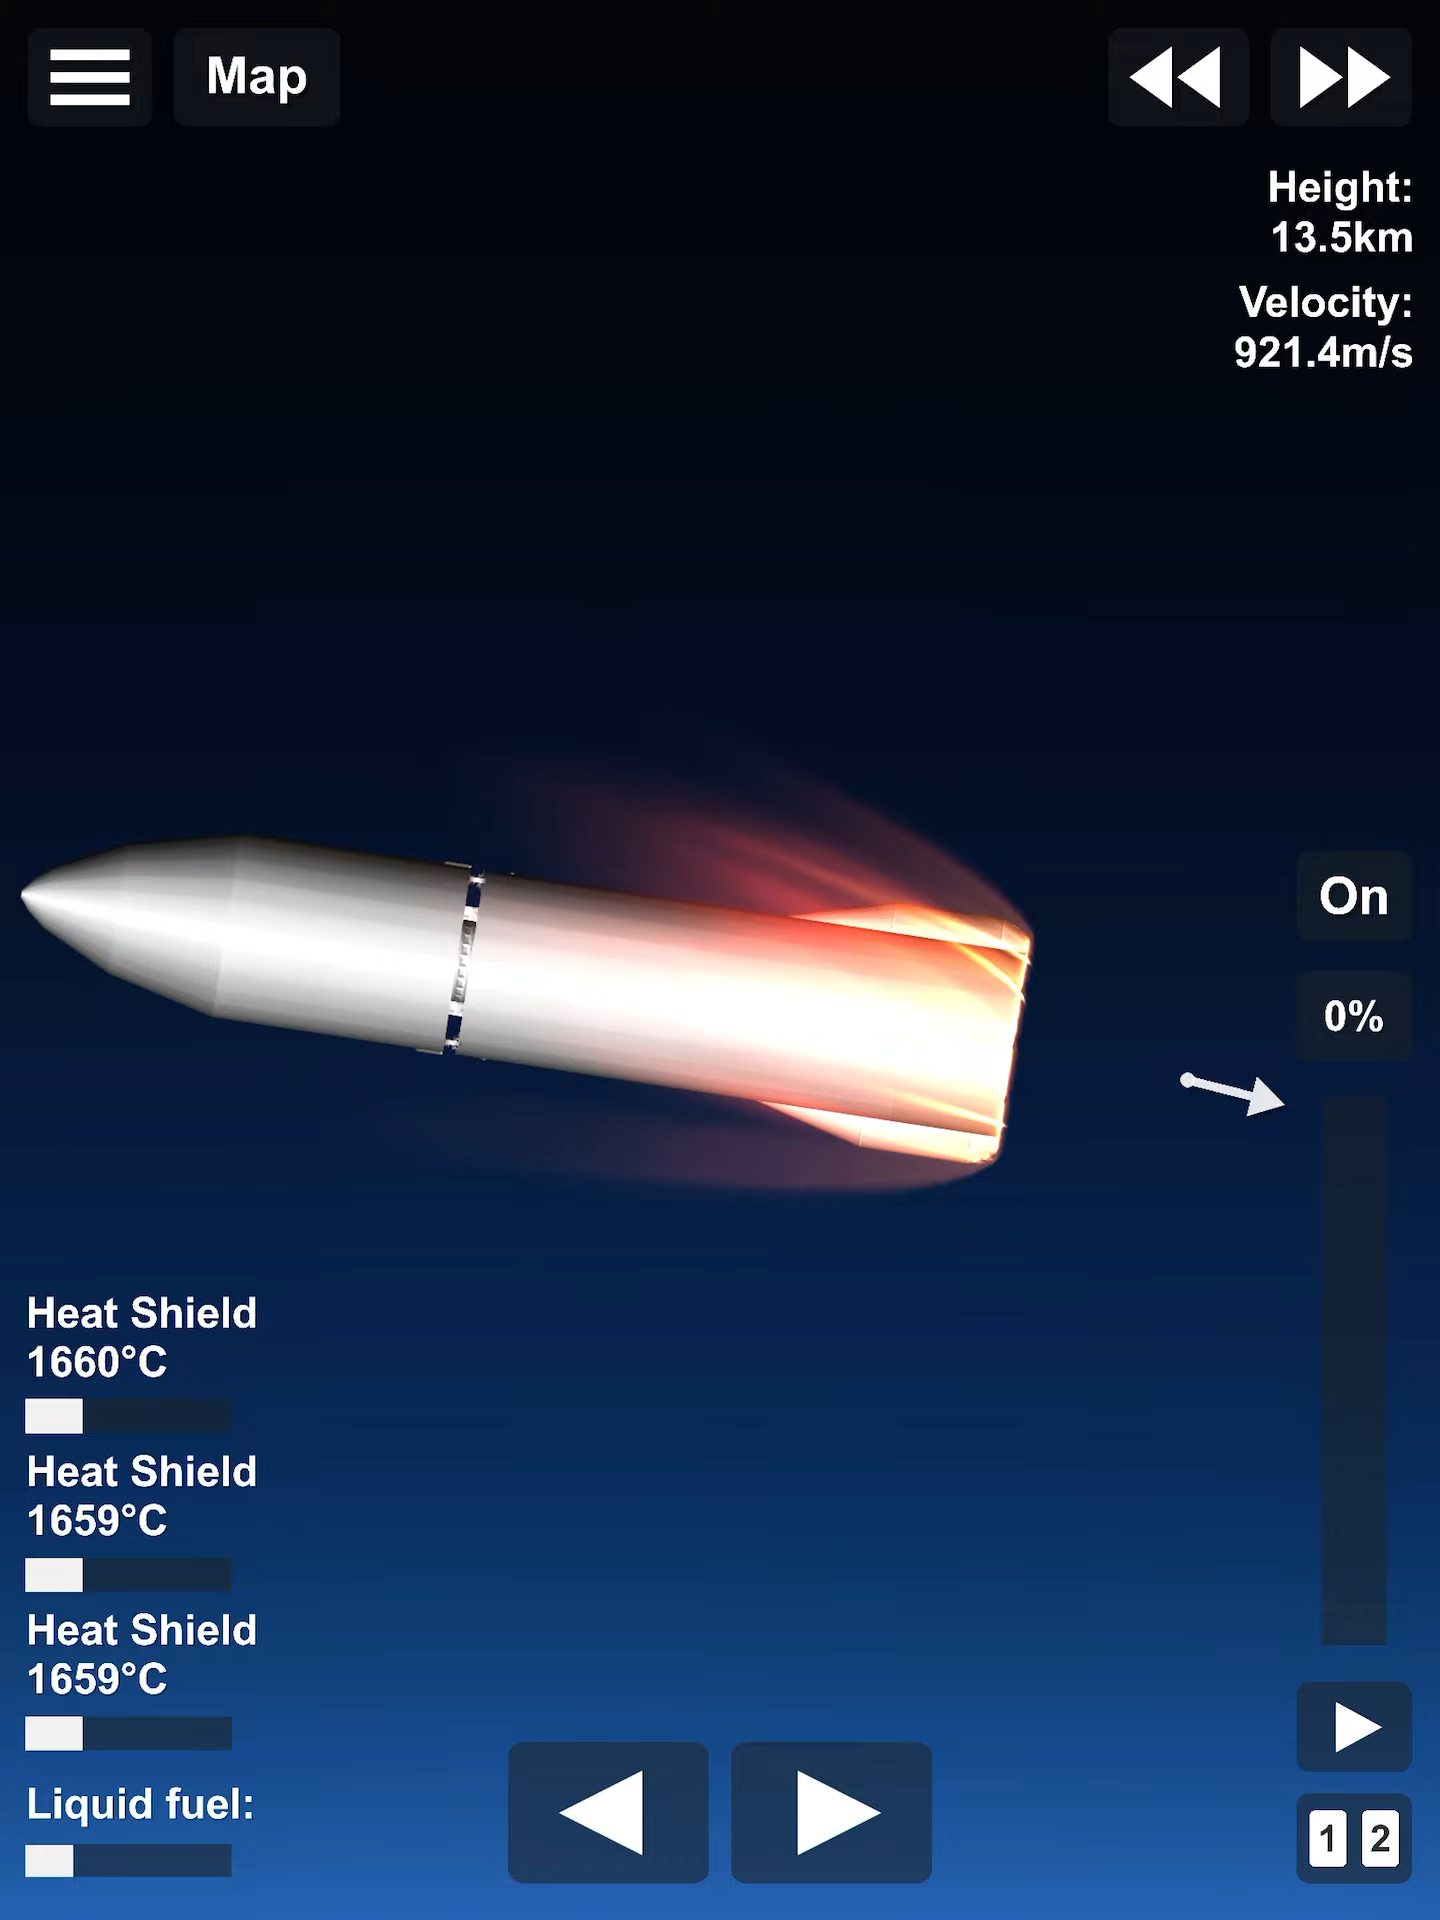 Map
Height:
13.5km
Velocity:
921.4m/s
On
0%
Heat Shield
1660°C
Heat Shield
1659°C
Heat Shield
1659°C
Liquid fuel:
1 2